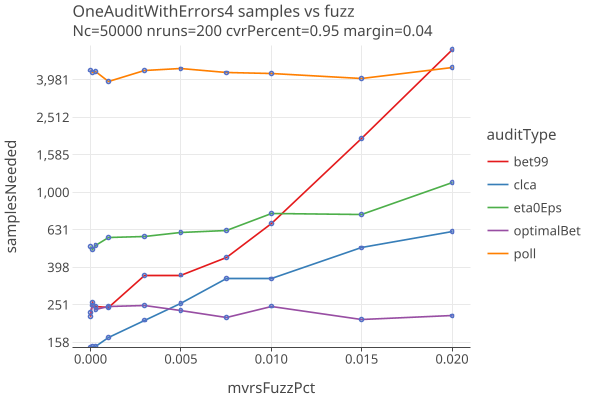 OneAuditWithErrors4 samples vs fuzz
Nc=50000 nruns=200 cvrPercent=0.95 margin=0.04
samplesNeeded
3,981
2,512
1,585
1,000
631
398
251
158
0.000
0.005
0.010
0.015
0.020
mvrsFuzzPct
auditType
bet99
clca
eta0Eps
optimalBet
poll